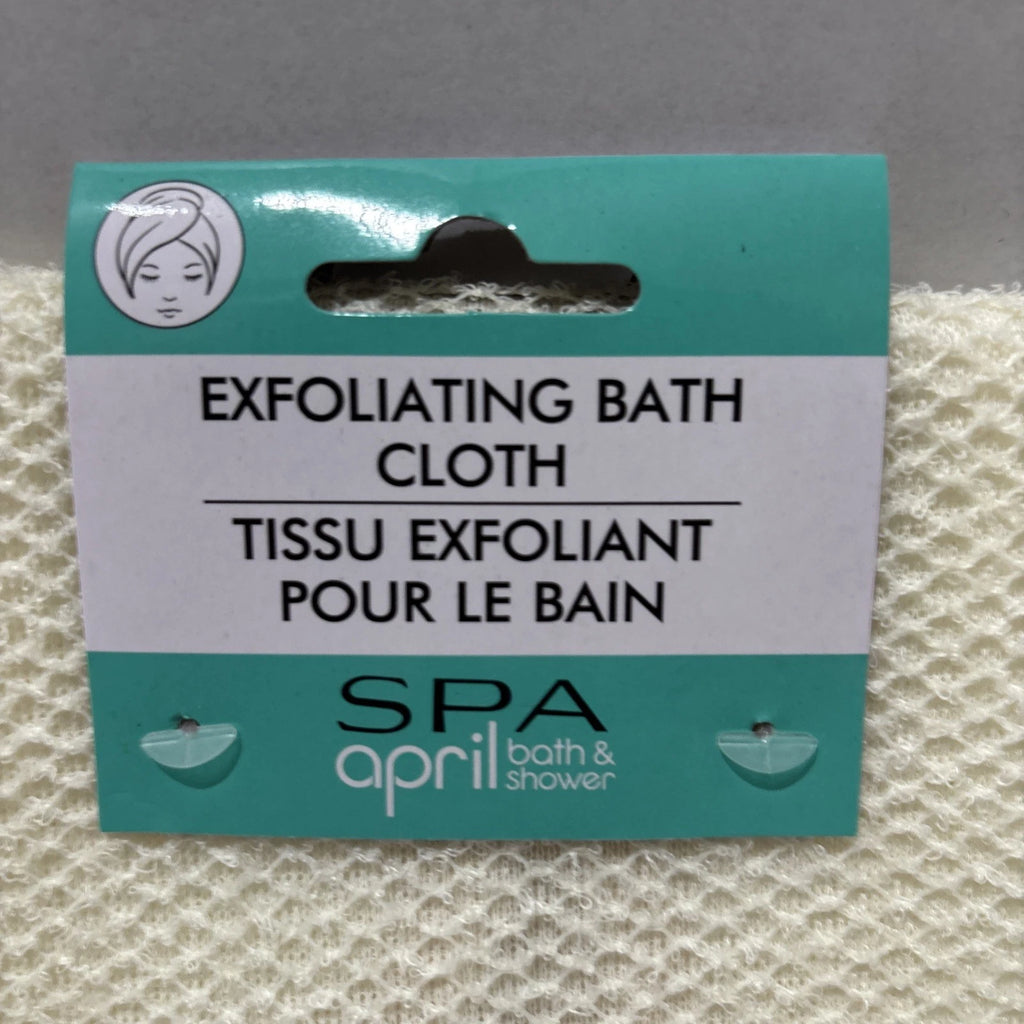 EXFOLIATING BATH
CLOTH
TISSU EXFOLIANT
POUR LE BAIN
SPA
april bath &
shower